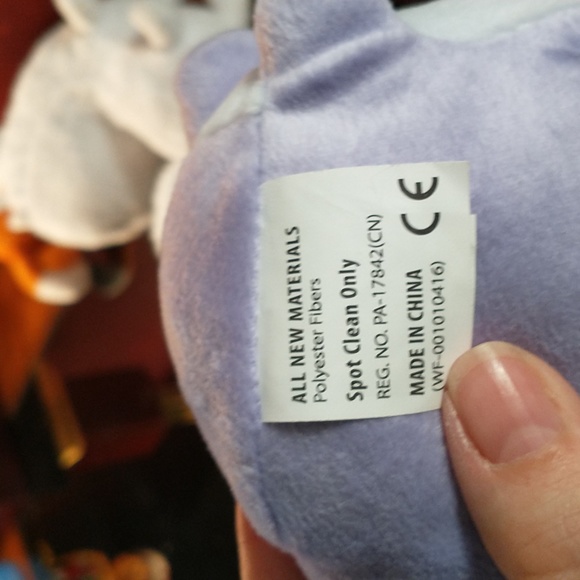 ALL NEW MATERIALS
Polyester Fibers
Spot Clean Only
REG. NO. PA-17842(CN)
MADE IN CHINA
(WF-001010416)
CE